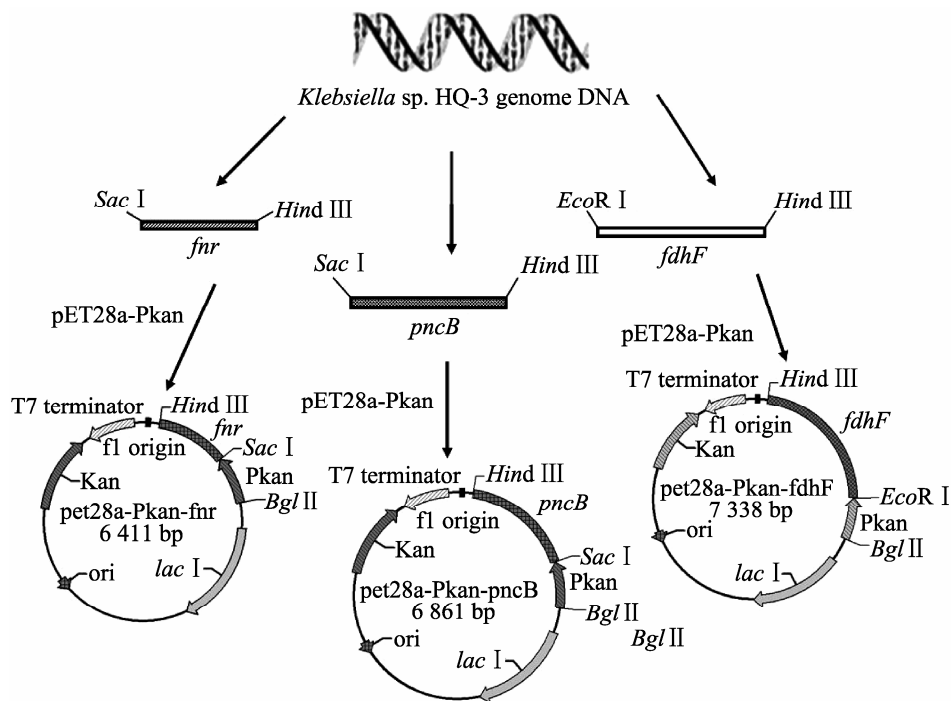 Klebsiella sp. HQ-3 genome DNA
Sac Ⅰ
Hind Ⅲ
fnr
EcoR Ⅰ
Hind Ⅲ
fdhF
Sac Ⅰ
Hind Ⅲ
pncB
pET28a-Pkan
pET28a-Pkan
pET28a-Pkan
T7 terminator
Hind Ⅲ
fnr
Sac Ⅰ
f1 origin
Pkan
Kan
Bgl Ⅱ
pet28a-Pkan-fnr
6 411 bp
ori
lac Ⅰ
T7 terminator
Hind Ⅲ
pncB
f1 origin
Kan
Sac Ⅰ
Pkan
pet28a-Pkan-pncB
6 861 bp
Bgl Ⅱ
Bgl Ⅱ
ori
lac Ⅰ
T7 terminator
Hind Ⅲ
fdhF
f1 origin
Kan
pet28a-Pkan-fdhF
7 338 bp
EcoR Ⅰ
Pkan
Bgl Ⅱ
ori
lac Ⅰ